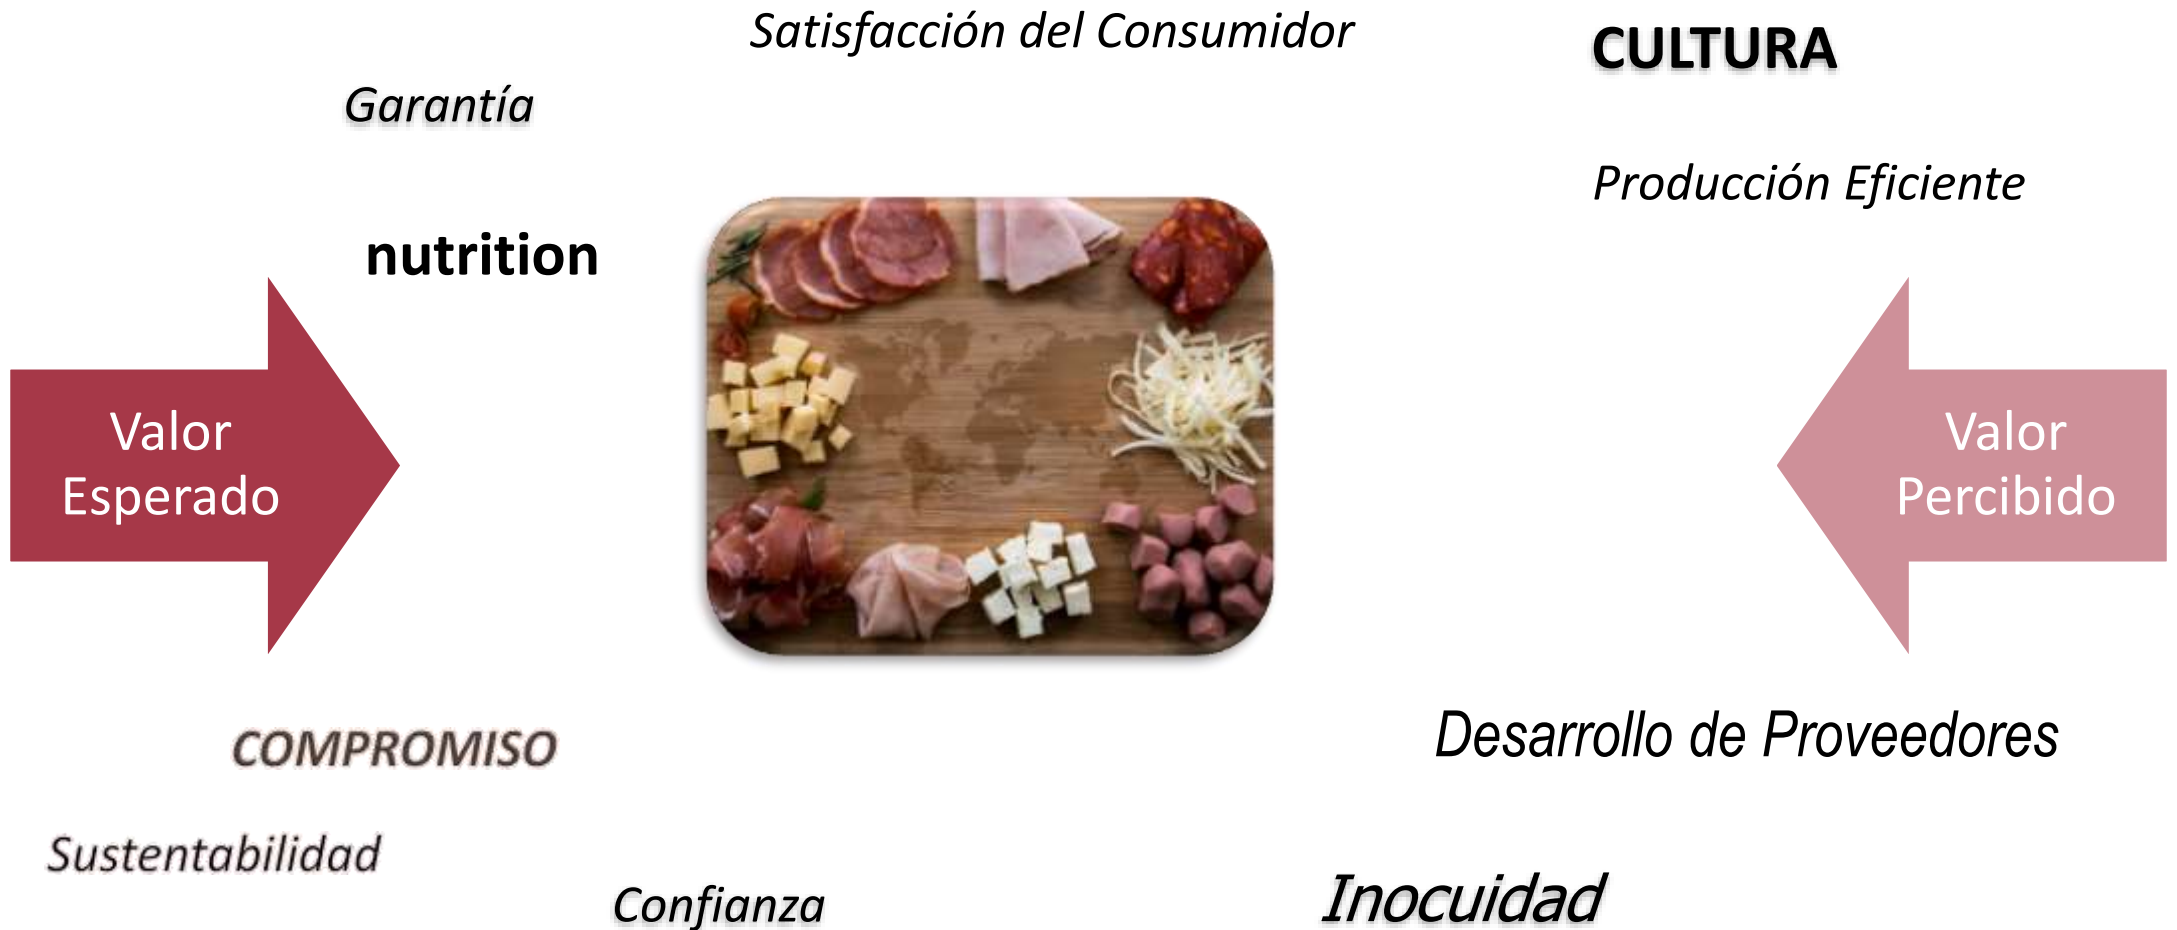 Satisfacción del Consumidor
CULTURA
Garantía
Producción Eficiente
nutrition
Valor
Esperado
Valor
Percibido
COMPROMISO
Desarrollo de Proveedores
Sustentabilidad
Confianza
Inocuidad